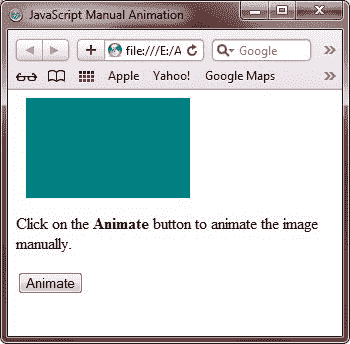 JavaScript Manual Animation
file:///E:/A
Google
Apple Yahoo! Google Maps
Click on the Animate button to animate the image
manually.
Animate